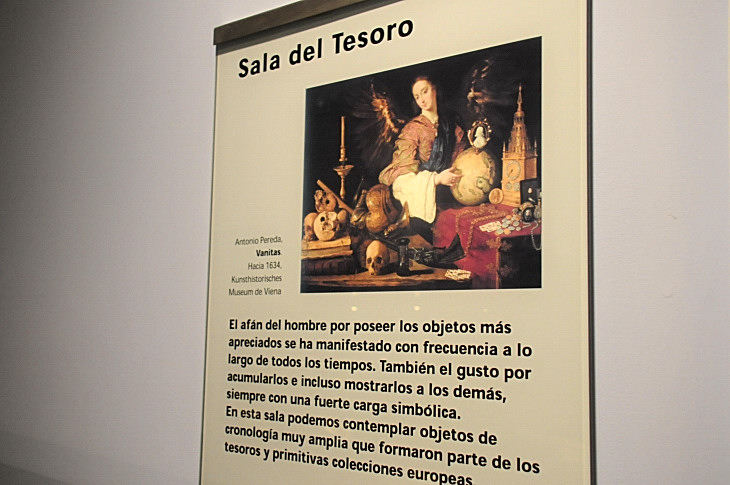 Sala del Tesoro
Antonio Pereda,
Vanitas.
Hacia 1634,
Kunsthistorisches
Museum de Viena
El afán del hombre por poseer los objetos más
apreciados se ha manifestado con frecuencia a lo
largo de todos los tiempos. También el gusto por
acumularlos e incluso mostrarlos a los demás,
siempre con una fuerte carga simbólica.
En esta sala podemos contemplar objetos de
cronología muy amplia que formaron parte de los
tesoros y primitivas colecciones europeas